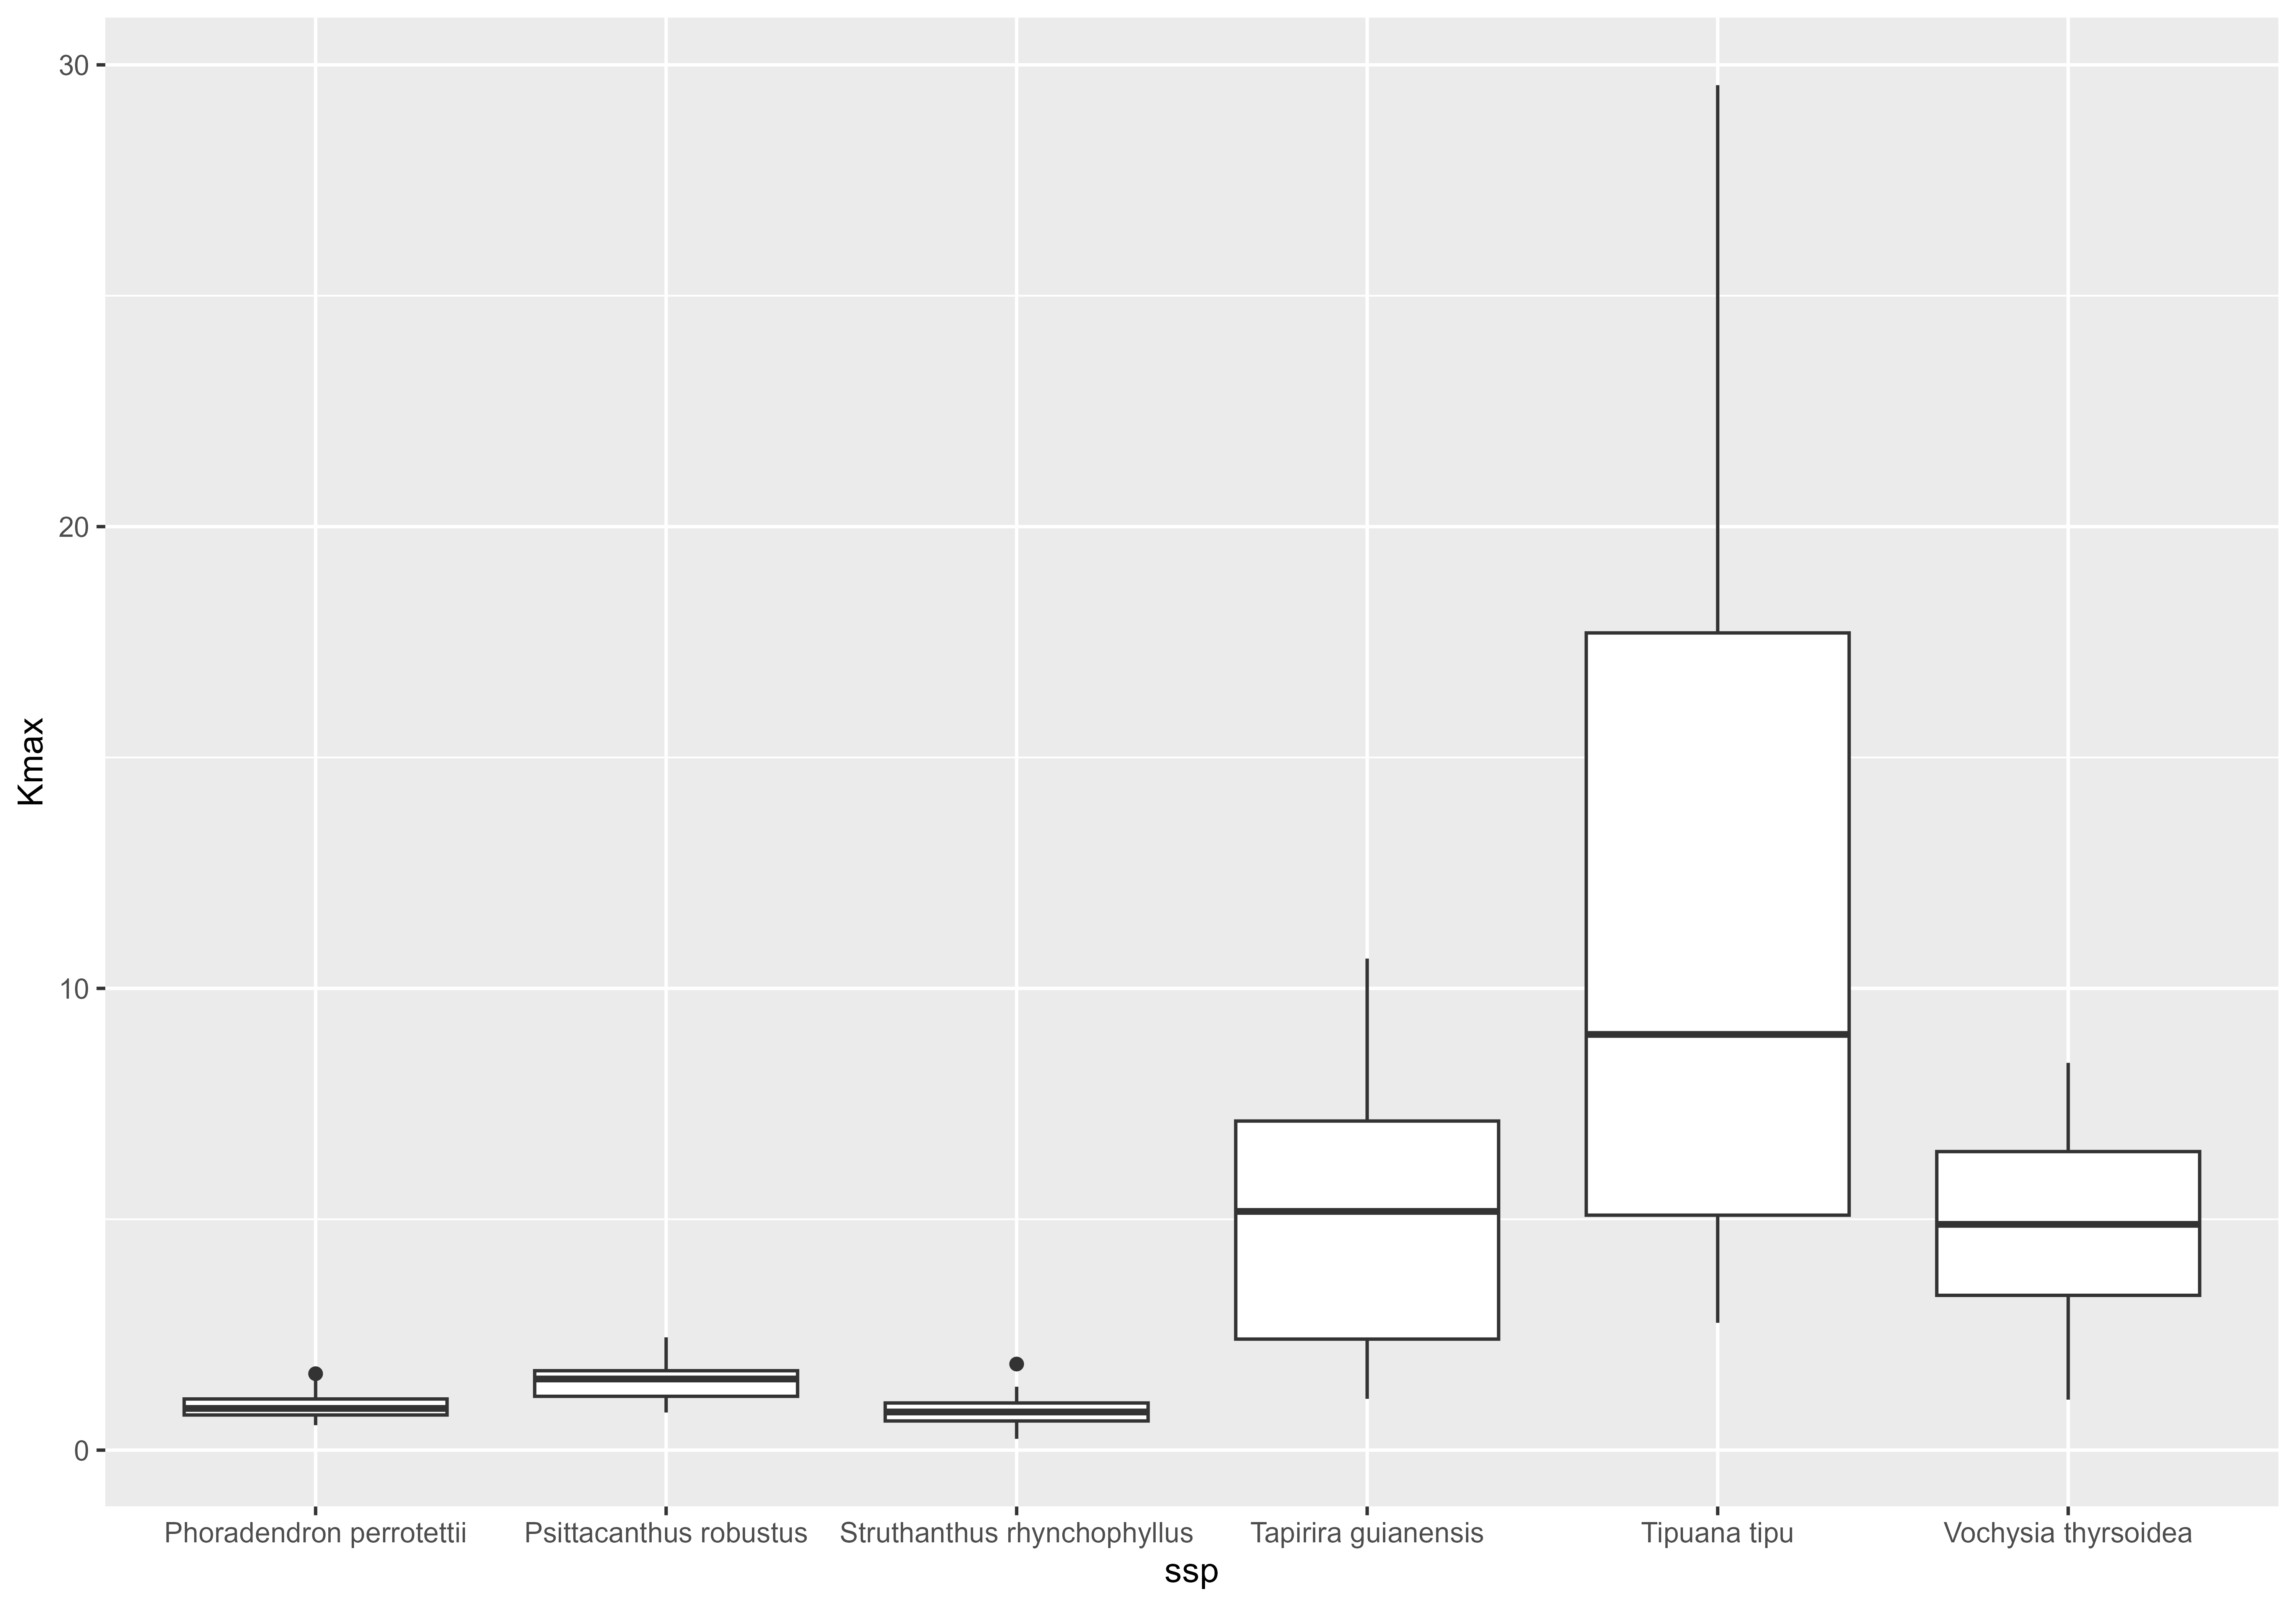 30
20
10
0
Kmax
Phoradendron perrotettii Psittacanthus robustus Struthanthus rhynchophyllus Tapirira guianensis Tipuana tipu Vochysia thyrsoidea
ssp